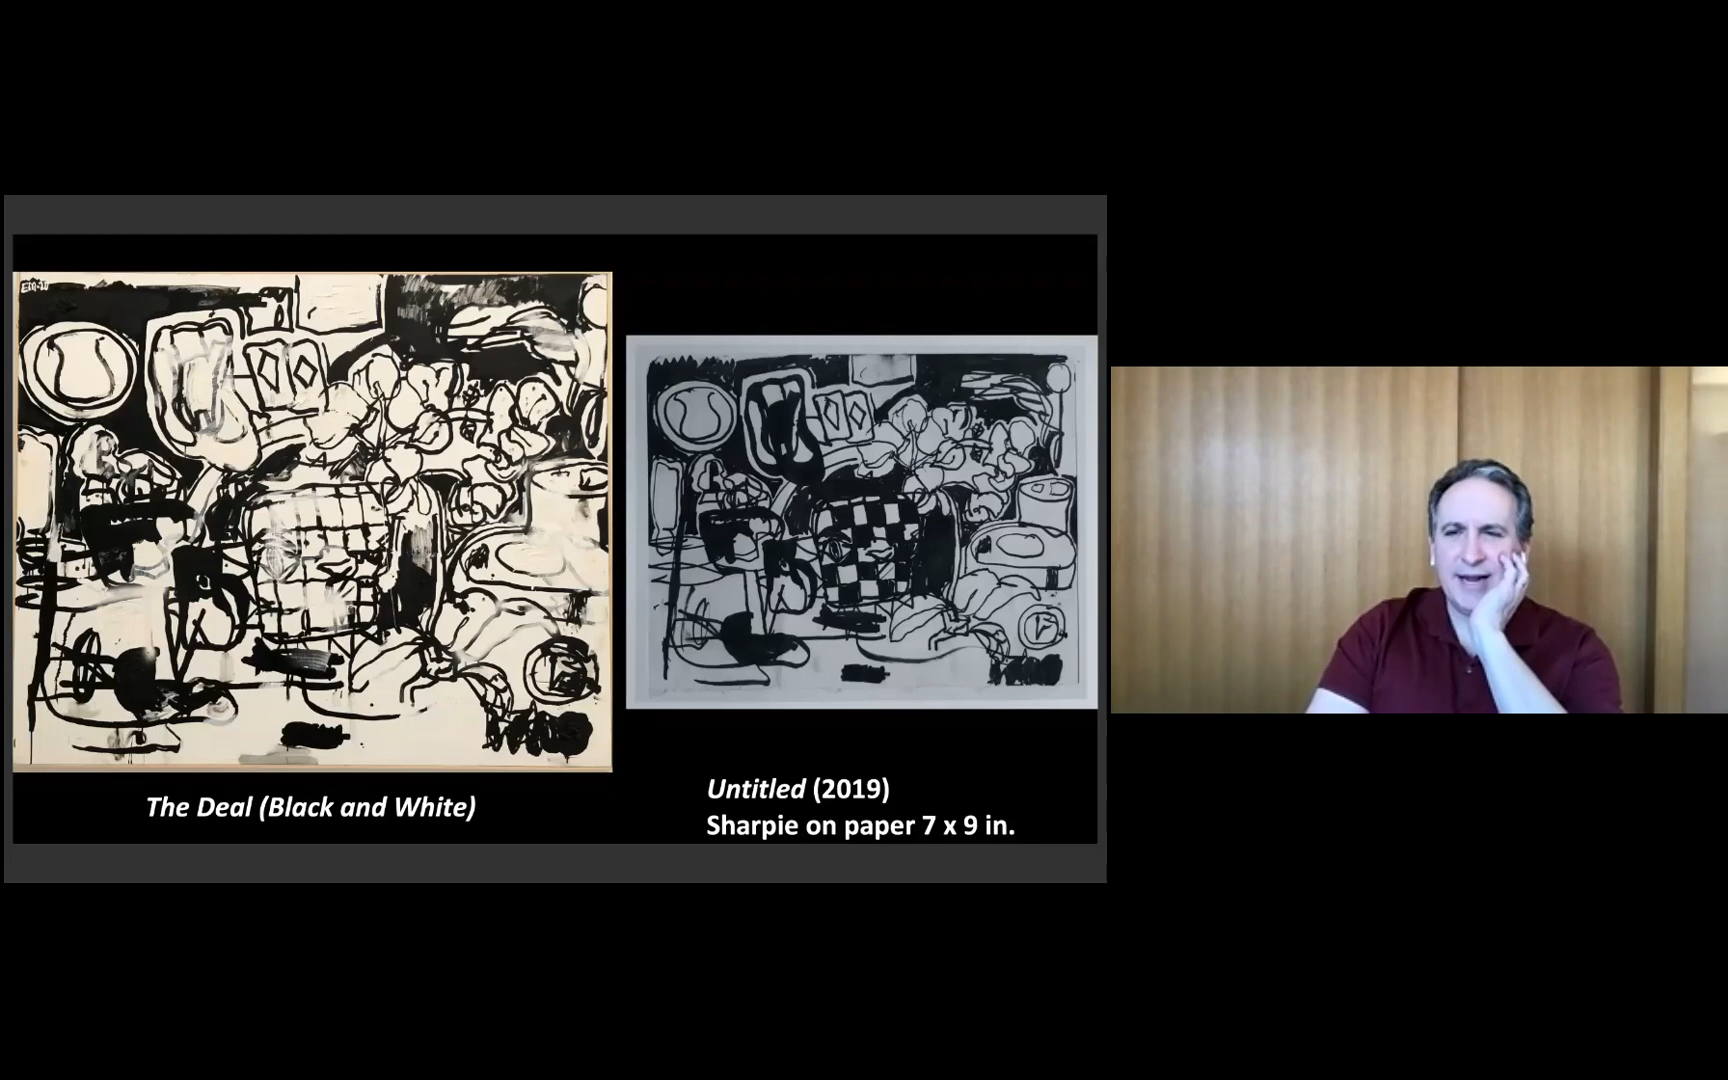 The Deal (Black and White)
Untitled (2019)
Sharpie on paper 7 x 9 in.